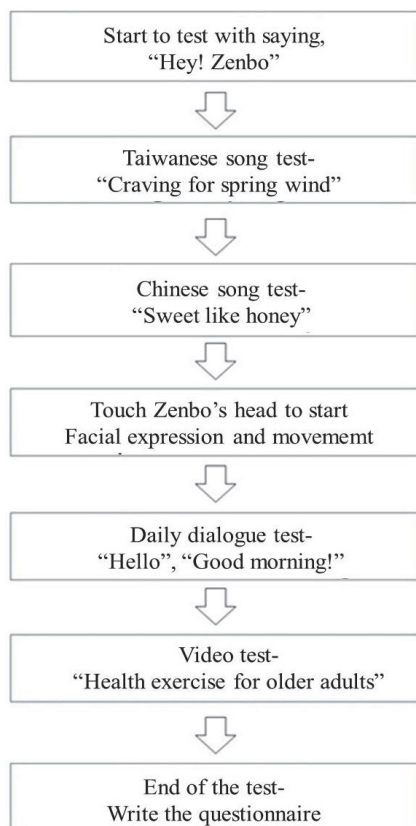 Start to test with saying,
“Hey! Zenbo”
Taiwanese song test-
“Craving for spring wind”
Chinese song test-
“Sweet like honey”
Touch Zenbo’s head to start
Facial expression and movememt
Daily dialogue test-
“Hello”, “Good morning!”
Video test-
“Health exercise for older adults”
End of the test-
Write the questionnaire